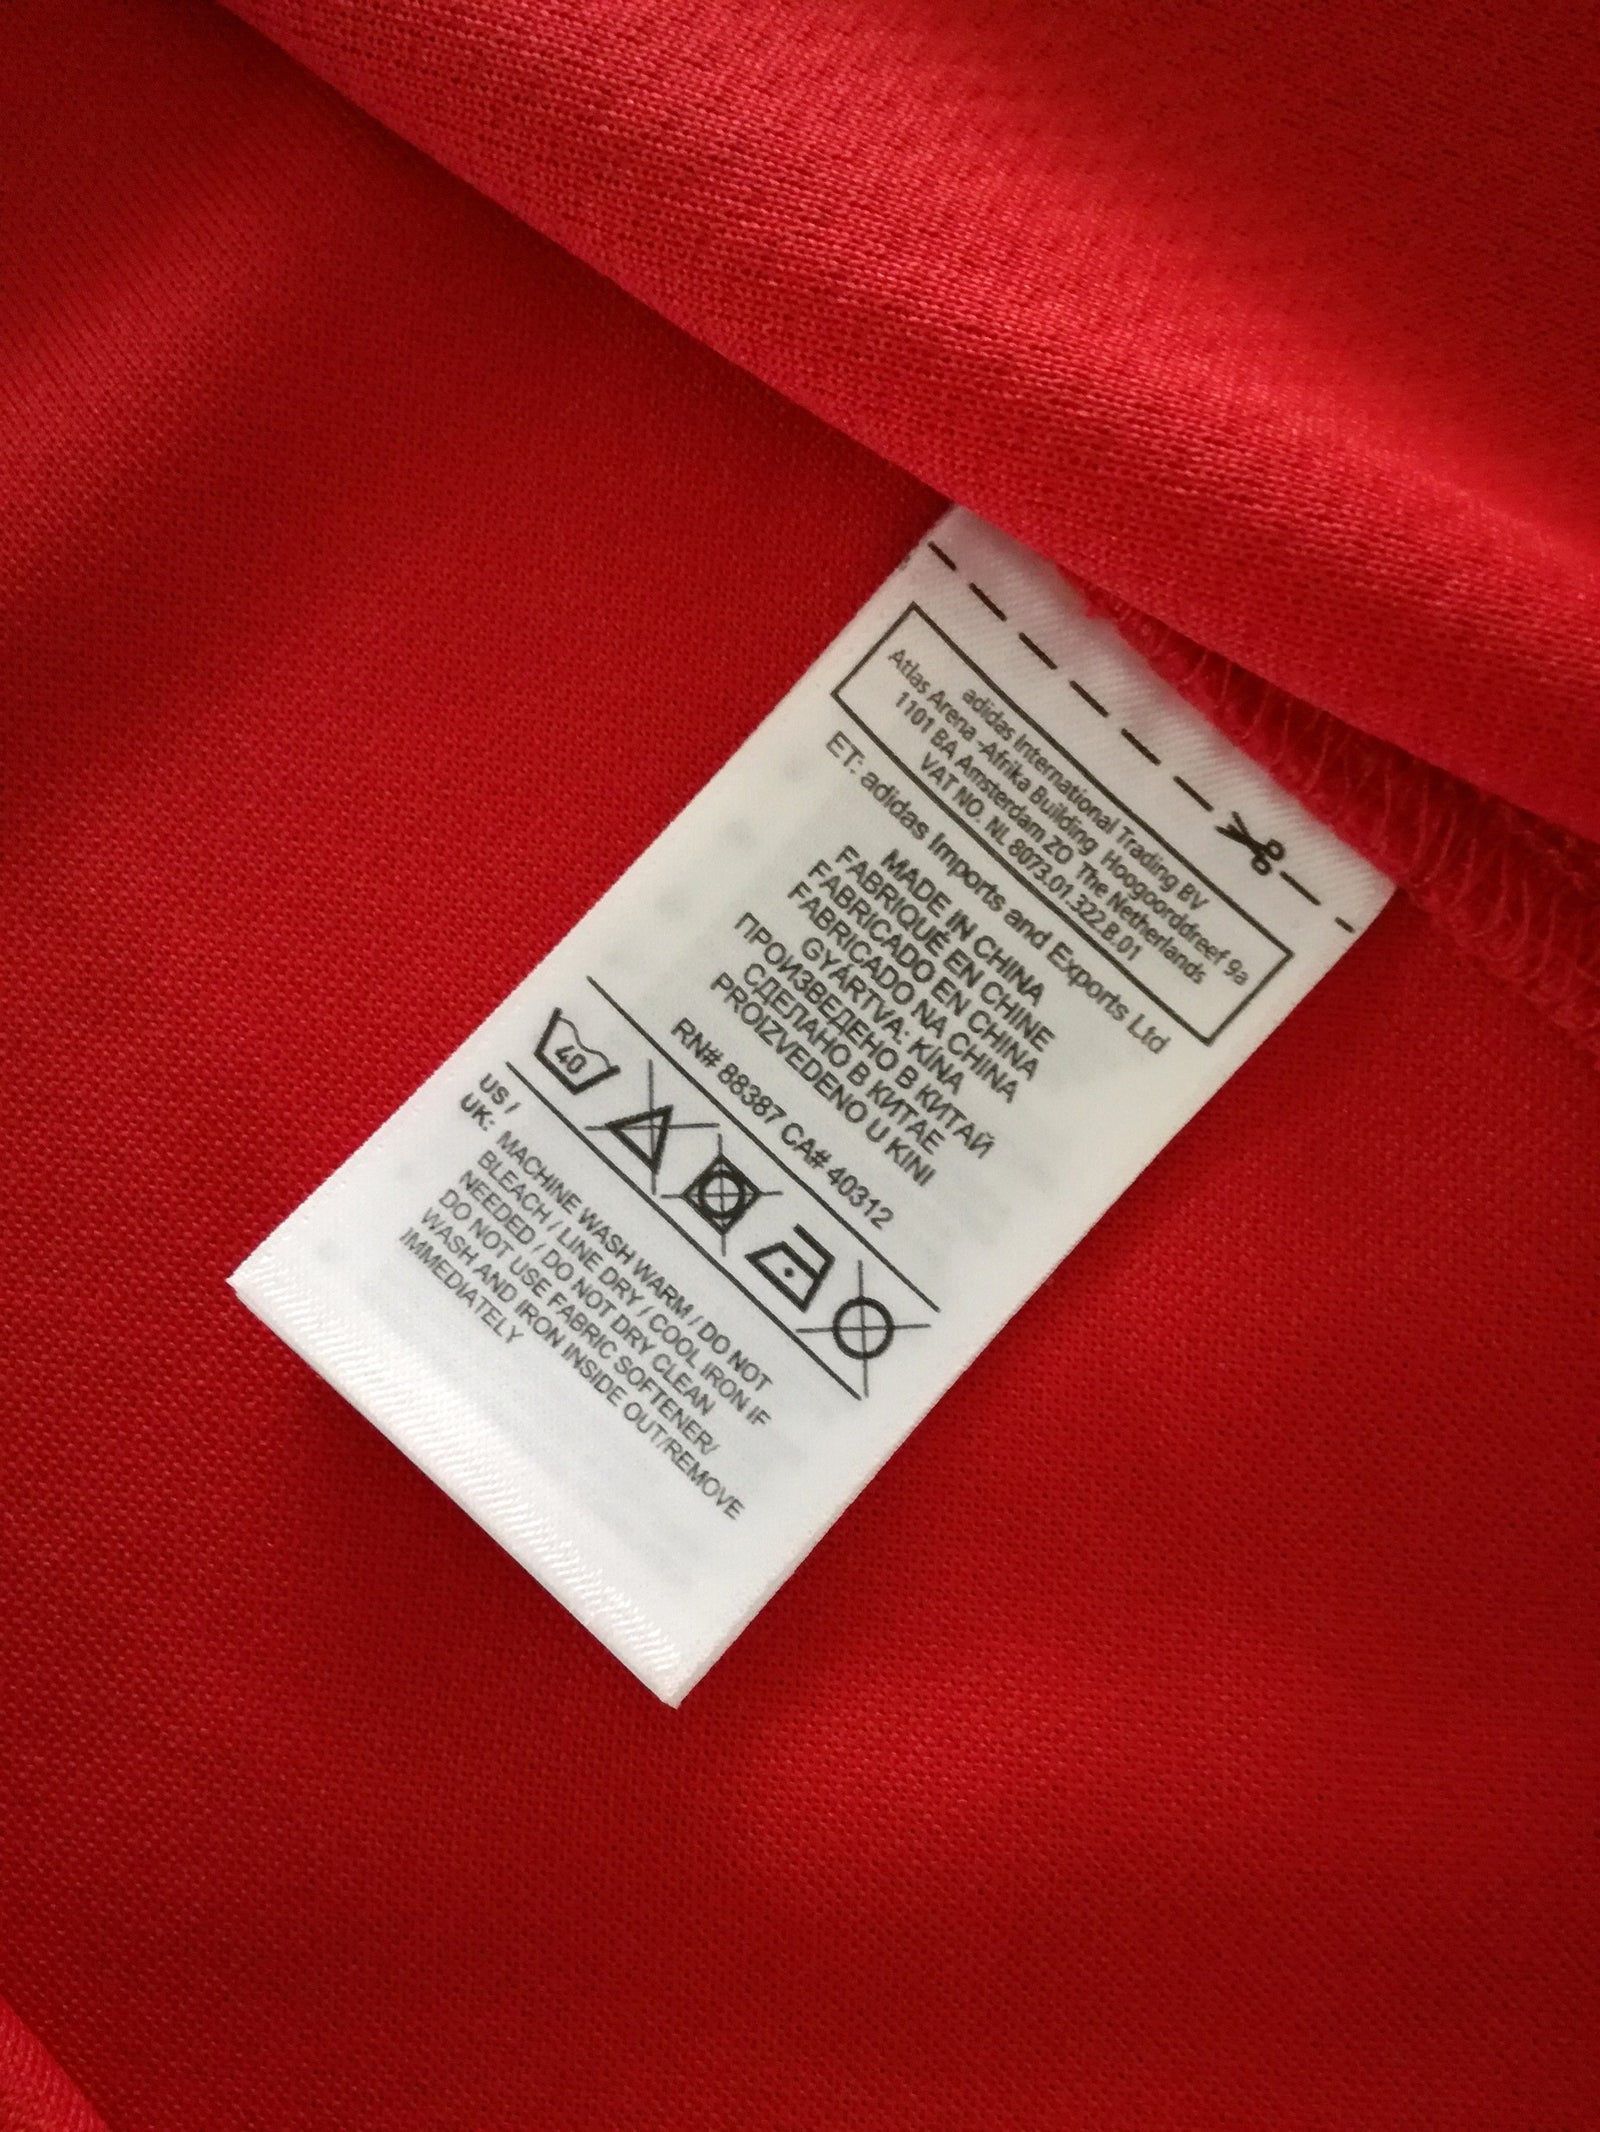 adidas International Trading BV
Atlas Arena -Afrika Building Hoogoorddreef 9a
1101 BA Amsterdam ZO The Netherlands
VAT NO. NL 8073.01.322.B.01
ET: adidas Imports and Exports Ltd
MADE IN CHINA
FABRIQUÉ EN CHINE
FABRICADO EN CHINA
FABRICADO NA CHINA
GYÁRTVA: KÍNA
ПРОИЗВЕДЕНО В КИТАЙ
СДЕЛАНО В КИТАЕ
PROIZVEDENO U KINI
RN# 88387 CA# 40312
40
US /
UK: MACHINE WASH WARM / DO NOT
BLEACH / LINE DRY / COOL IRON IF
NEEDED / DO NOT DRY CLEAN
DO NOT USE FABRIC SOFTENER/
WASH AND IRON INSIDE OUT/REMOVE
IMMEDIATELY